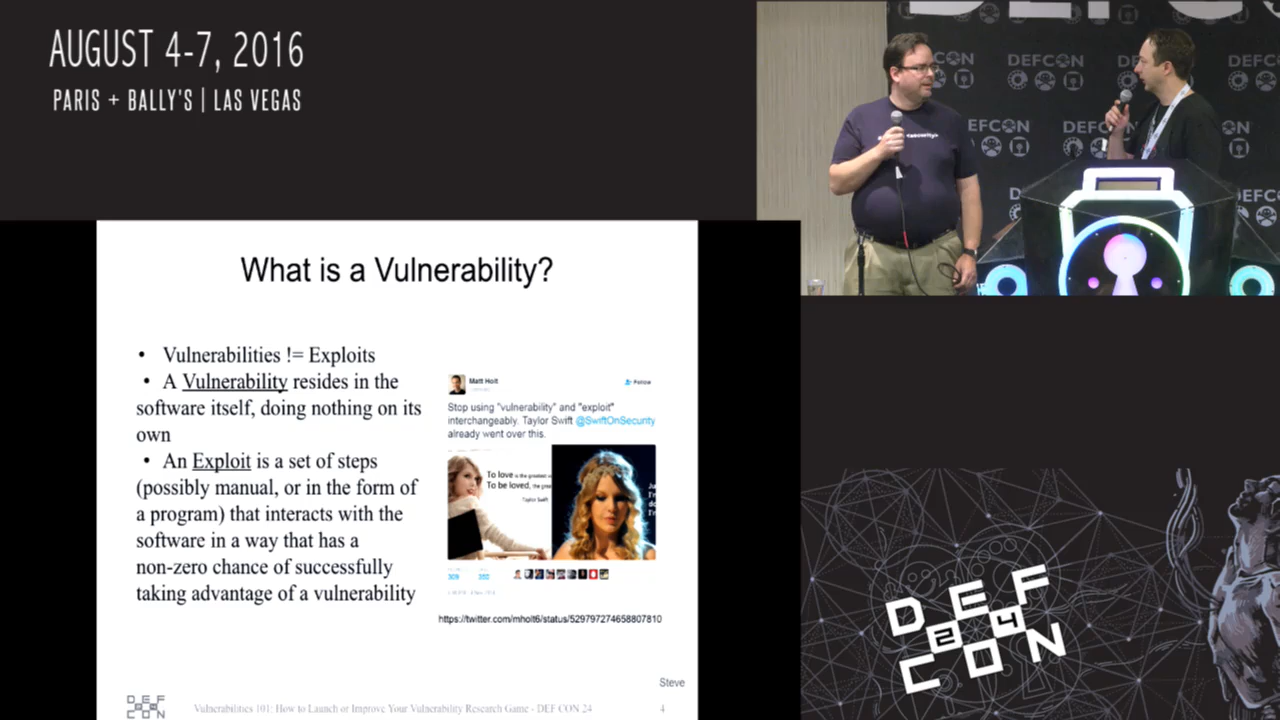 AUGUST 4-7, 2016
PARIS + BALLY'S | LAS VEGAS
DEFCON
DEFCON
EFCON
DEFCON
What is a Vulnerability?
• Vulnerabilities != Exploits
• A Vulnerability resides in the
software itself, doing nothing on its
own
• An Exploit is a set of steps
(possibly manual, or in the form of
a program) that interacts with the
software in a way that has a
non-zero chance of successfully
taking advantage of a vulnerability
Matt Holt
Follow
Stop using "vulnerability" and "exploit"
interchangeably. Taylor Swift @SwiftOnSecurity
already went over this.
To love is the greatest
To be loved, the
Taylor Swift
https://twitter.com/mholt6/status/529797274658807810
Steve
DEF
CON
Vulnerabilities 101: How to Launch or Improve Your Vulnerability Research Game - DEF CON 24
4
DEF
24
CON